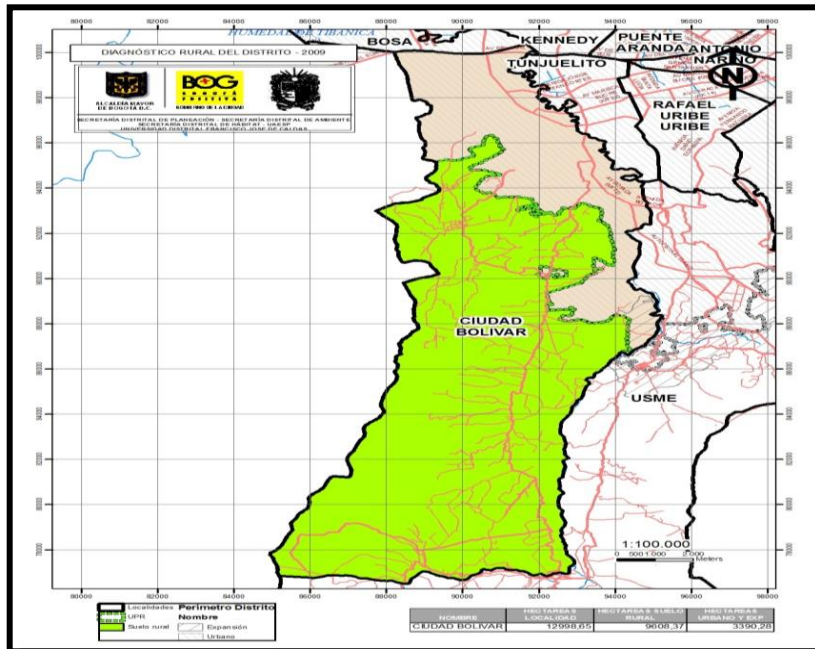 HUMEDAL DE TIBANICA
DIAGNÓSTICO RURAL DEL DISTRITO - 2009
BOSA
KENNEDY
PUENTE
ARANDA
ANTONIO
NARIÑO
TUNJUELITO
N
RAFAEL
URIBE
URIBE
ALCALDÍA MAYOR
DE BOGOTÁ D.C.
BOG
BOGOTÁ
POSITIVA
GOBIERNO DE LA CIUDAD
SECRETARÍA DISTRITAL DE PLANEACIÓN - SECRETARÍA DISTRITAL DE AMBIENTE
SECRETARÍA DISTRITAL DE HÁBITAT - UAESP
UNIVERSIDAD DISTRITAL FRANCISCO JOSÉ DE CALDAS
CIUDAD
BOLIVAR
USME
1:100.000
0 500 1.000 2.000
Meters
80000 82000 84000 86000 88000 90000 92000 94000 96000 98000
Localidades
UPR
Suelo rural
Perimetro Distrito
Nombre
Expansión
Urbano
NOMBRE HECTAREAS LOCALIDAD HECTAREAS SUELO RURAL HECTAREAS URBANO Y EXP
CIUDAD BOLIVAR 12998,65 9608,37 3390,28